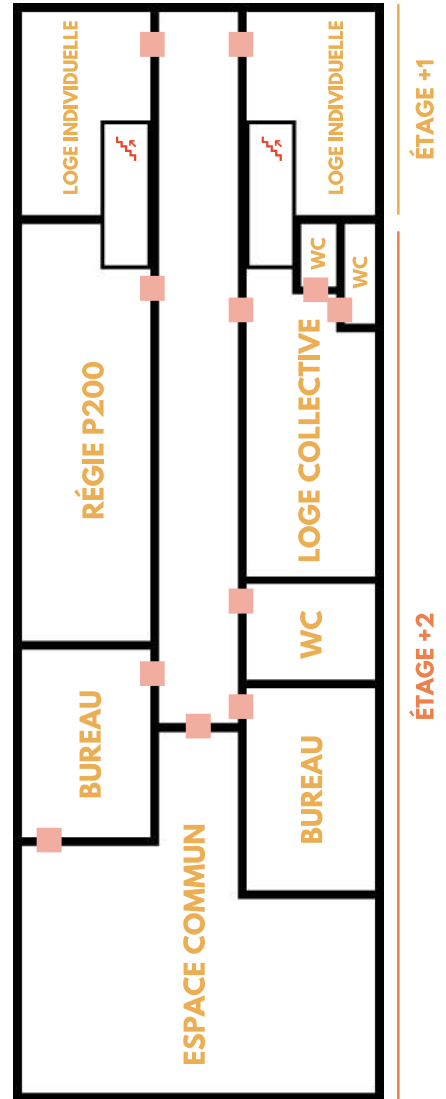 LOGE INDIVIDUELLE
LOGE INDIVIDUELLE
ÉTAGE +1
WC
WC
RÉGIE P200
LOGE COLLECTIVE
WC
ÉTAGE +2
BUREAU
BUREAU
ESPACE COMMUN